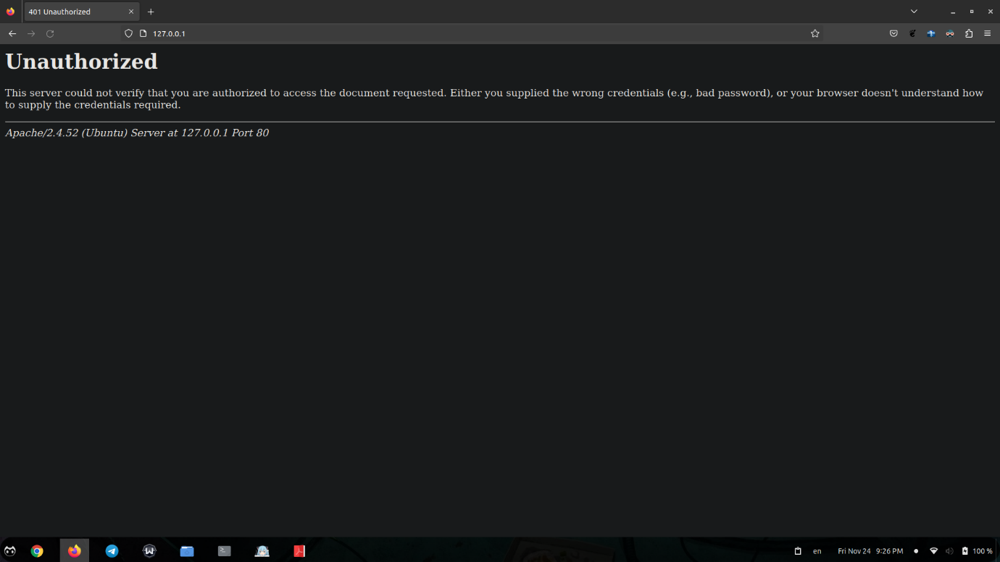 401 Unauthorized
127.0.0.1
Unauthorized
This server could not verify that you are authorized to access the document requested. Either you supplied the wrong credentials (e.g., bad password), or your browser doesn't understand how
to supply the credentials required.
Apache/2.4.52 (Ubuntu) Server at 127.0.0.1 Port 80
en Fri Nov 24 9:26 PM 100 %